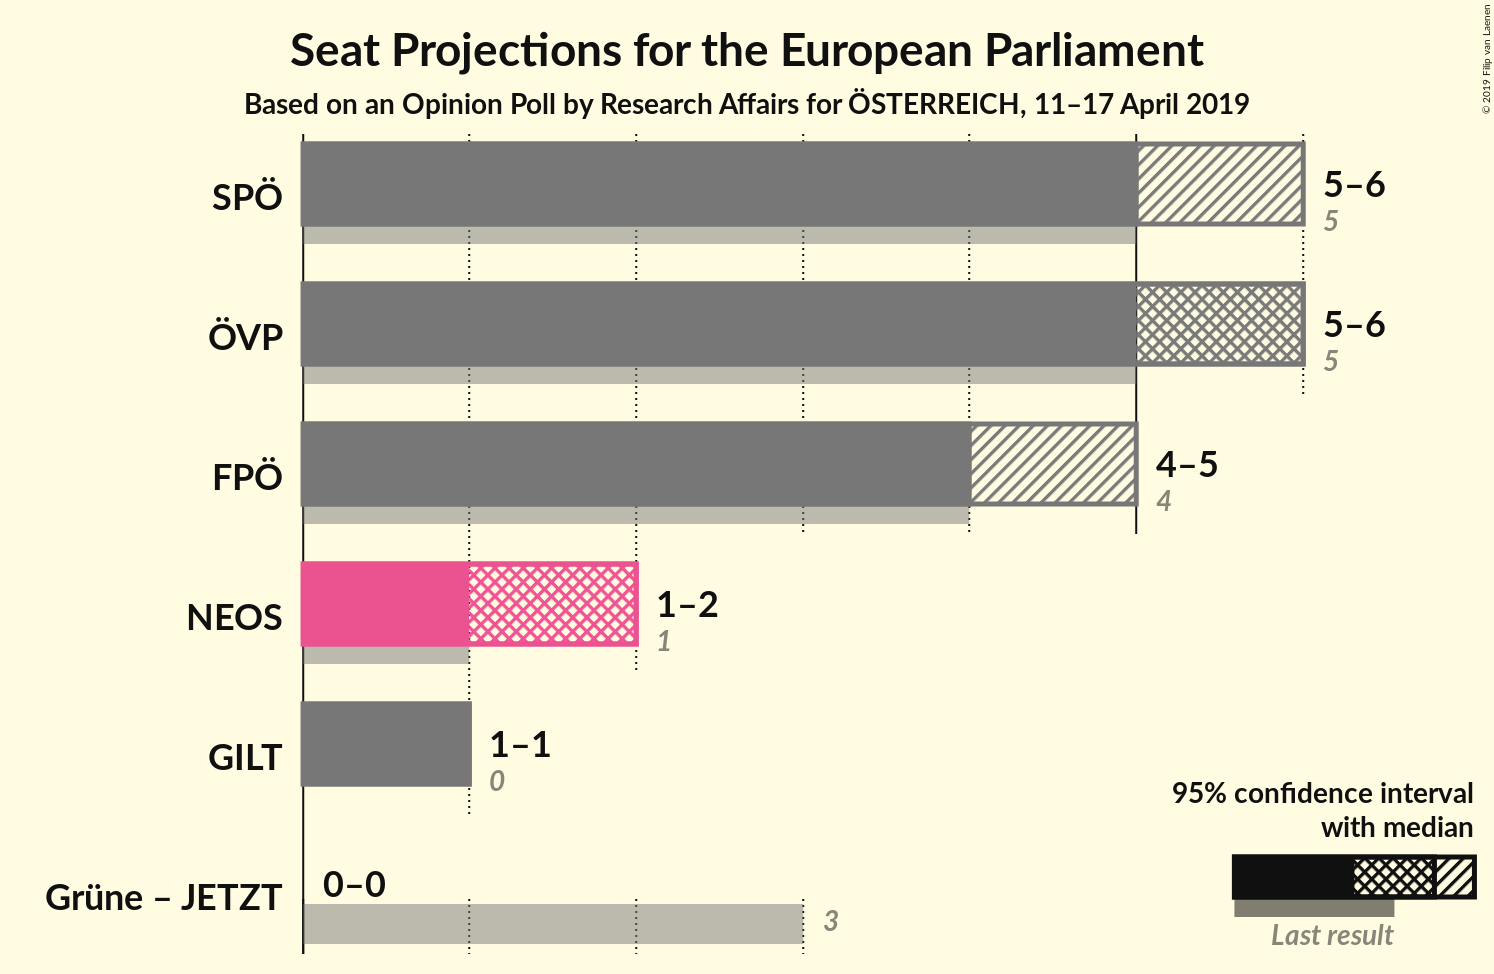 Seat Projections for the European Parliament
Based on an Opinion Poll by Research Affairs for ÖSTERREICH, 11–17 April 2019
© 2019 Filip van Laenen
SPÖ
5–6
5
ÖVP
5–6
5
FPÖ
4–5
4
NEOS
1–2
1
GILT
1–1
0
Grüne – JETZT
0–0
3
95% confidence interval
with median
Last result